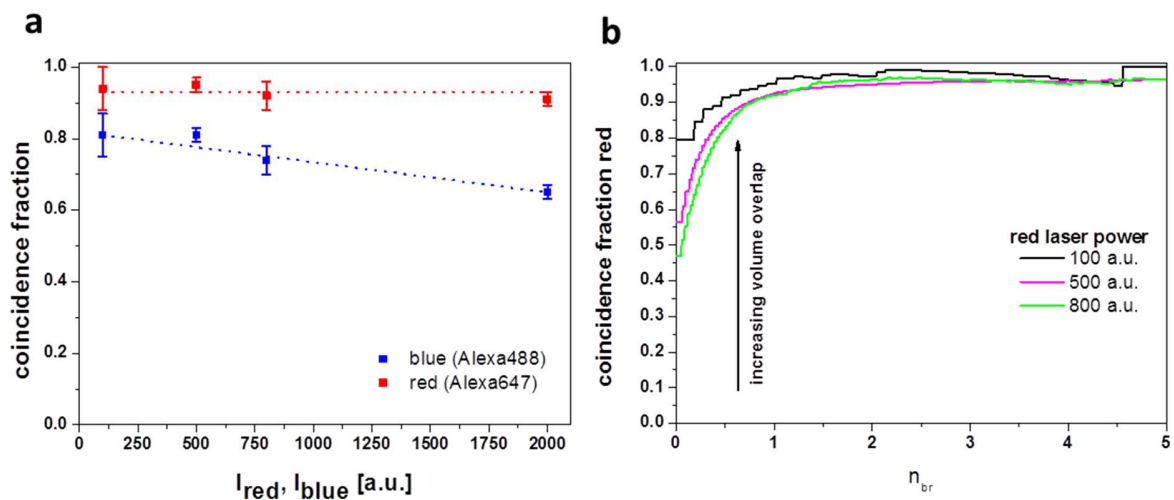 a
coincidence fraction
1.0
0.8
0.6
0.4
0.2
0.0
blue (Alexa488)
red (Alexa647)
0 250 500 750 1000 1250 1500 1750 2000
I_red, I_blue [a.u.]
b
coincidence fraction red
1.0
0.9
0.8
0.7
0.6
0.5
0.4
0.3
0.2
0.1
0.0
increasing volume overlap
red laser power
100 a.u.
500 a.u.
800 a.u.
0 1 2 3 4 5
n_br